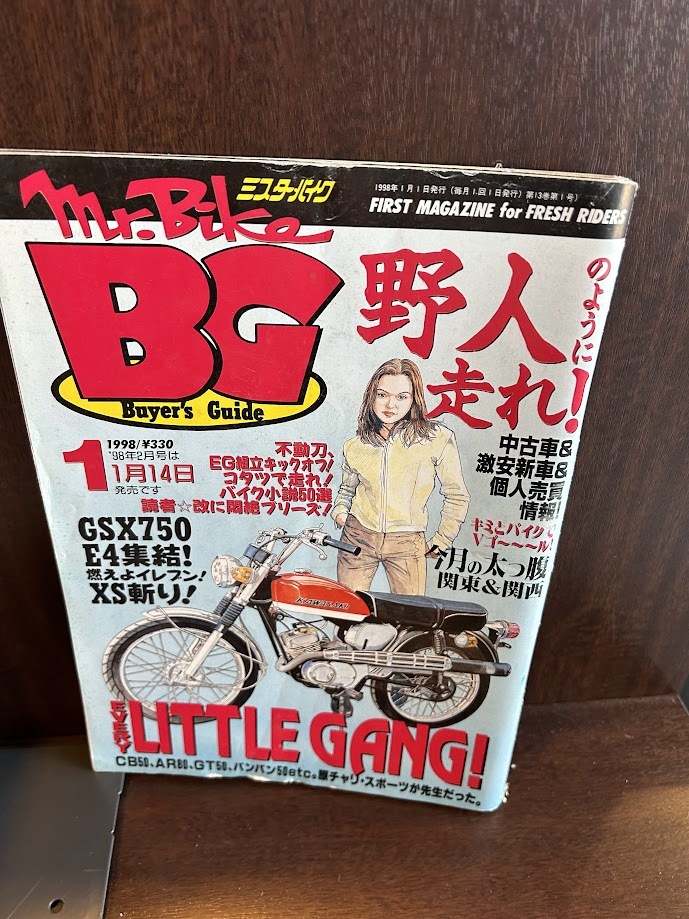 Mr.Bike
ミスターバイク
1998年1月1日発行(毎月1回1日発行)第13巻第1号)
FIRST MAGAZINE for FRESH RIDERS
BG
Buyer's Guide
野人
のように
走れ!
1
1998/¥330
'98年2月号は
1月14日
発売です
不動刀、
EG組立キックオフ!
コタツで走れ!
バイク小説50選
読者☆改に悶絶プリーズ!
中古車&
激安新車&
個人売買
情報!
キミとバイクで
Vゴ〜〜〜ル!
今月の太っ腹
関東&関西
GSX750
E4集結!
燃えよイレブン!
XS斬り!
KAWASAKI
EVERY
LITTLE GANG!
CB50、AR80、GT50、バンバン50etc。原チャリ・スポーツが先生だった。